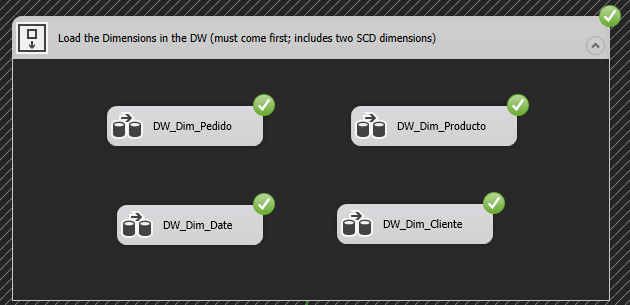 Load the Dimensions in the DW (must come first; includes two SCD dimensions)
DW_Dim_Pedido
DW_Dim_Producto
DW_Dim_Date
DW_Dim_Cliente